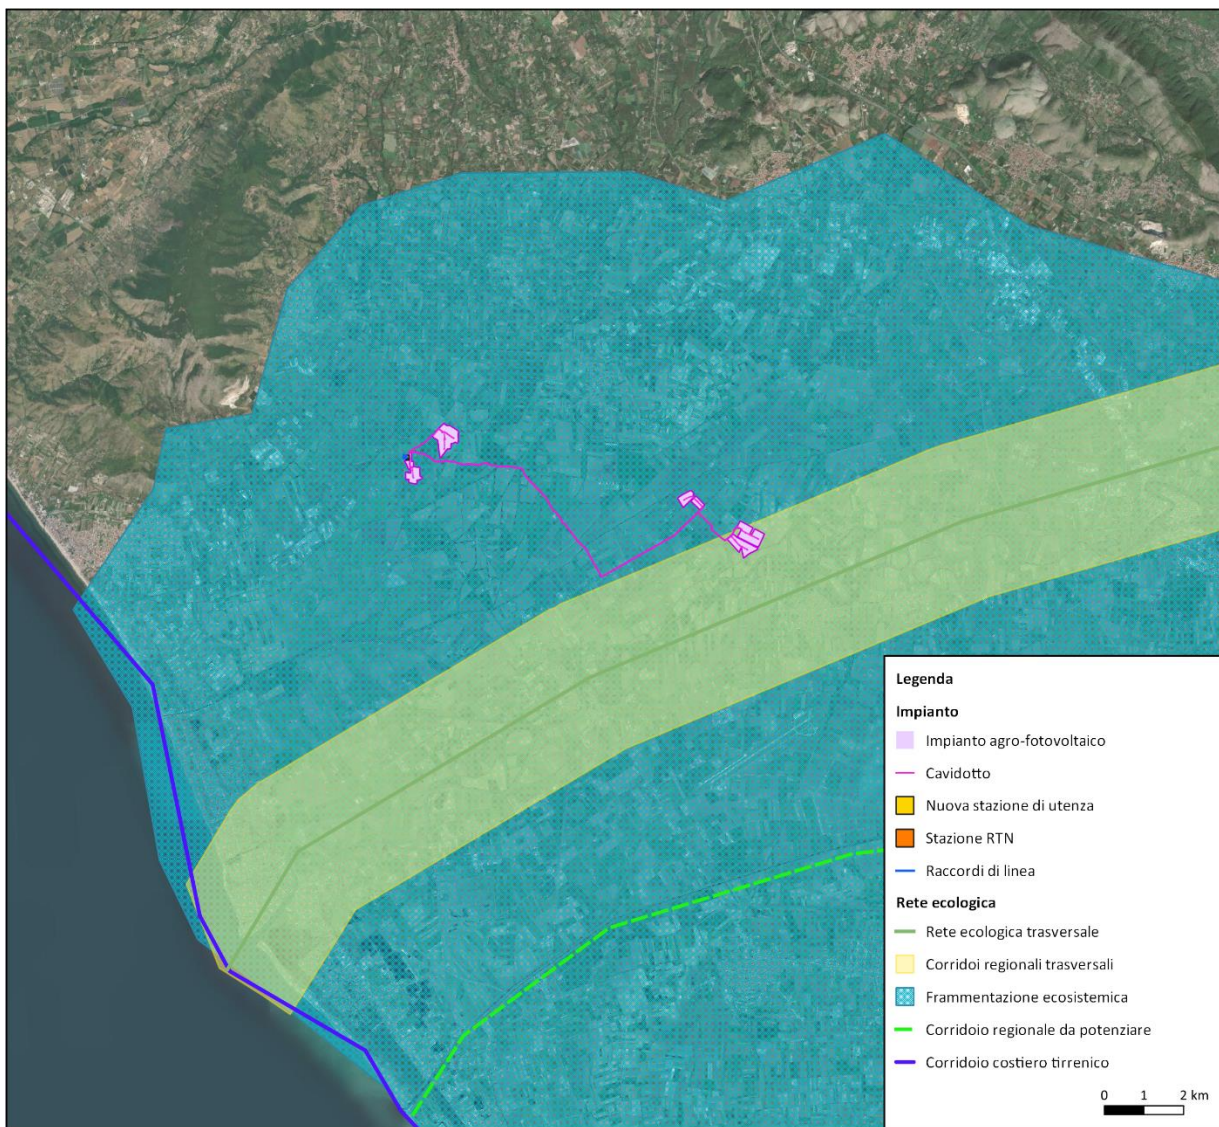 Legenda
Impianto
Impianto agro-fotovoltaico
Cavidotto
Nuova stazione di utenza
Stazione RTN
Raccordi di linea
Rete ecologica
Rete ecologica trasversale
Corridoi regionali trasversali
Frammentazione ecosistemica
Corridoio regionale da potenziare
Corridoio costiero tirrenico
0 1 2 km